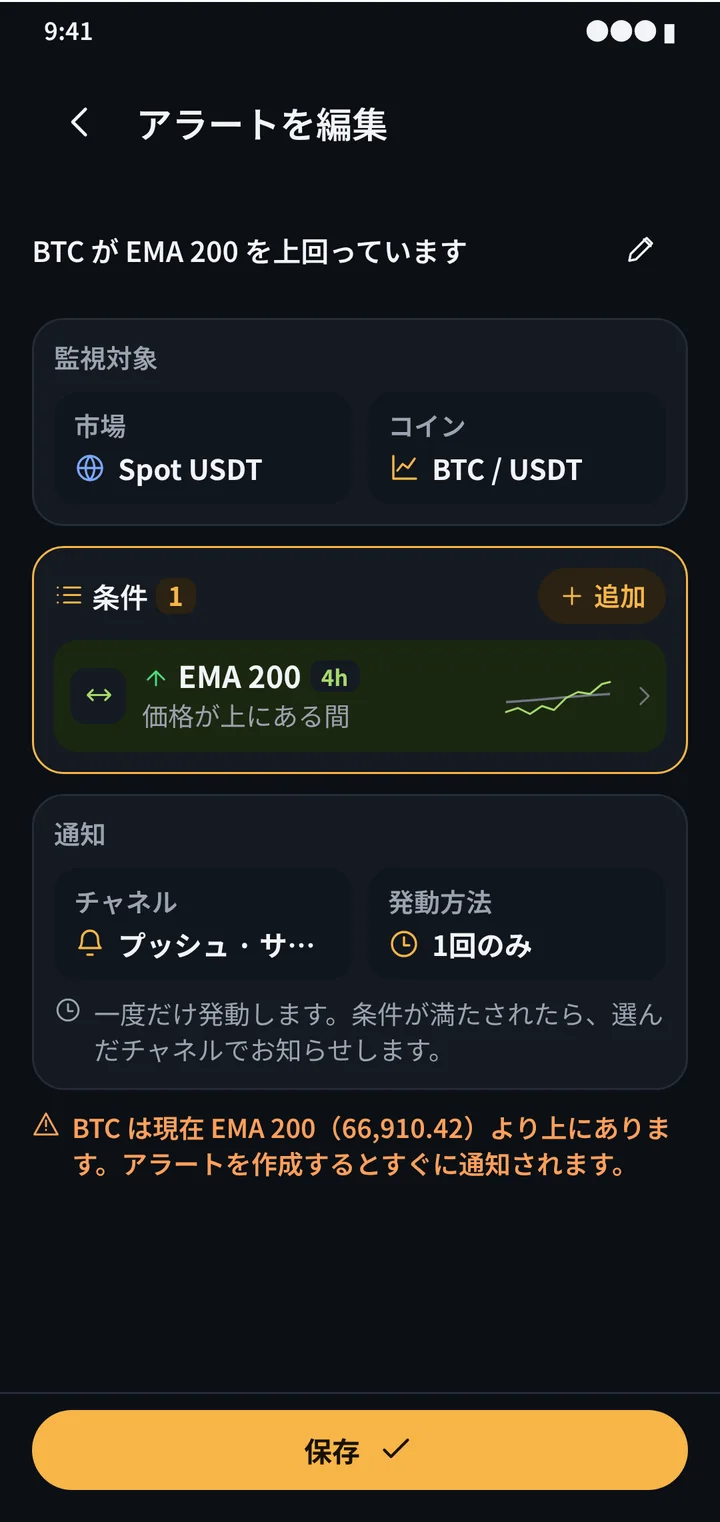 9:41
アラートを編集
BTC が EMA 200 を上回っています
監視対象
市場
Spot USDT
コイン
BTC / USDT
条件 1
+ 追加
EMA 200 4h
価格が上にある間
通知
チャネル
プッシュ・サ…
発動方法
1回のみ
一度だけ発動します。条件が満たされたら、選ん
だチャネルでお知らせします。
BTC は現在 EMA 200（66,910.42）より上にありま
す。アラートを作成するとすぐに通知されます。
保存